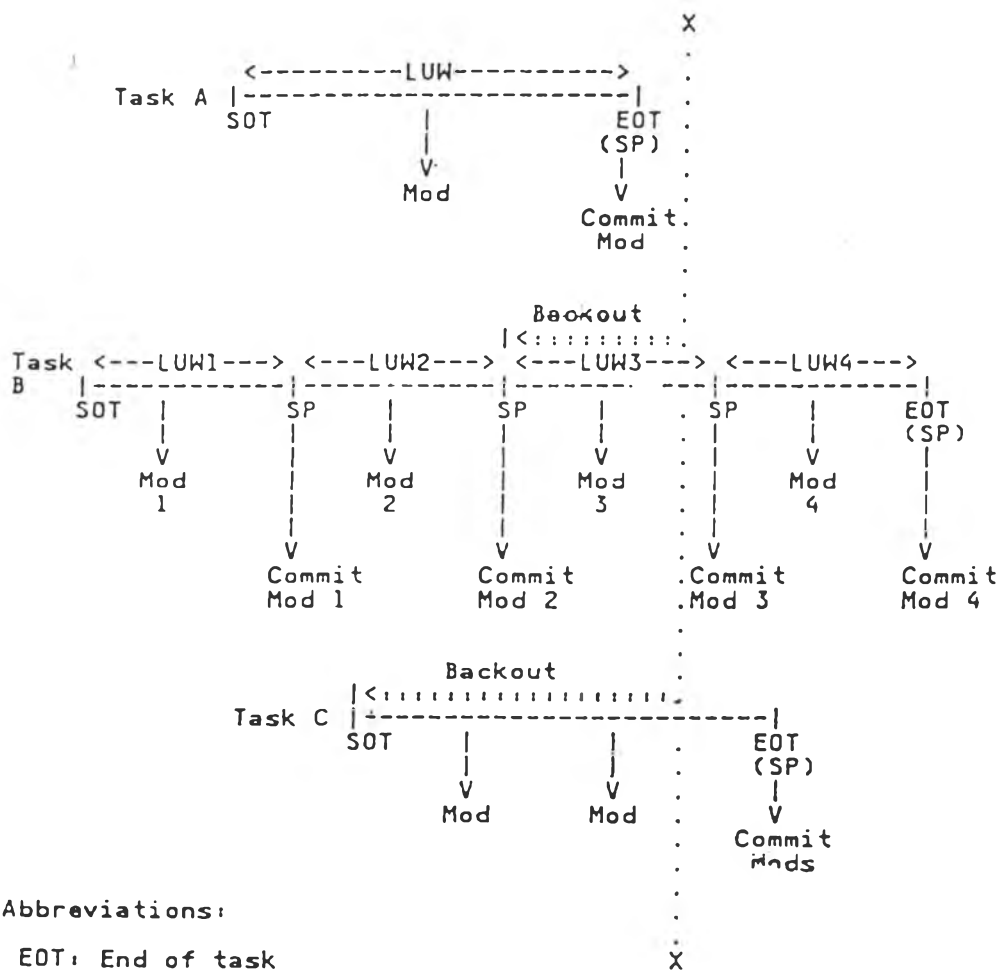 X
<-----------LUW----------->
Task A |--------------------------|
SOT EOT
(SP)
V V
Mod Commit
Mod
Backout
|<::::::::::
Task <---LUW1---> <---LUW2---> <---LUW3---> <---LUW4--->
B |-------------|-------------|-------- ---|-------------|
SOT SP SP SP EOT
(SP)
V V V V
Mod Mod Mod Mod
1 2 3 4
V V V V
Commit Commit Commit Commit
Mod 1 Mod 2 Mod 3 Mod 4
Backout
|<::::::::::::::::::::
Task C |---------------------------|
SOT EOT
(SP)
V V V
Mod Mod Commit
Mods
Abbreviations:
EOT: End of task
X